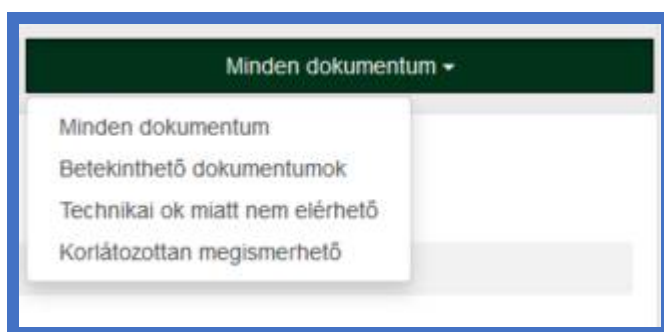 Minden dokumentum
Minden dokumentum
Betekinthető dokumentumok
Technikai ok miatt nem elérhető
Korlátozottan megismerhető